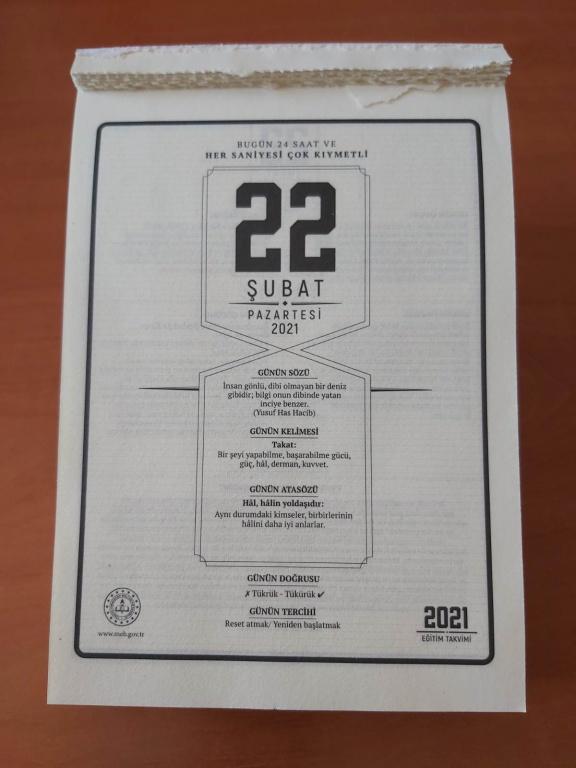 BUGÜN 24 SAAT VE
HER SANİYESİ ÇOK KIYMETLİ
22
ŞUBAT
PAZARTESİ
2021
GÜNÜN SÖZÜ
İnsan gönlü, dibi olmayan bir deniz
gibidir; bilgi onun dibinde yatan
inciye benzer.
(Yusuf Has Hacib)
GÜNÜN KELİMESİ
Takat:
Bir şeyi yapabilme, başarabilme gücü,
güç, hâl, derman, kuvvet.
GÜNÜN ATASÖZÜ
Hâl, hâlin yoldaşıdır:
Aynı durumdaki kimseler, birbirlerinin
hâlini daha iyi anlarlar.
GÜNÜN DOĞRUSU
✗ Tükrük - Tükürük ✓
GÜNÜN TERCİHİ
Reset atmak/ Yeniden başlatmak
www.meb.gov.tr
2021
EĞİTİM TAKVİMİ